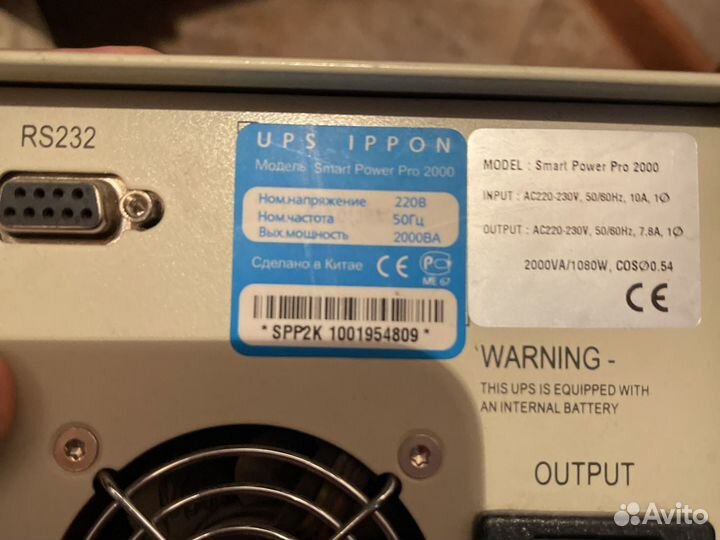 RS232
UPS IPPON
Модель Smart Power Pro 2000
Ном.напряжение 220В
Ном.частота 50Гц
Вых.мощность 2000ВА
Сделано в Китае CE РС
ME 67
* SPP2K 1001954809 *
MODEL : Smart Power Pro 2000
INPUT : AC220-230V, 50/60Hz, 10A, 1Ø
OUTPUT : AC220-230V, 50/60Hz, 7.8A, 1Ø
2000VA/1080W, COSØ0.54
CE
WARNING -
THIS UPS IS EQUIPPED WITH
AN INTERNAL BATTERY
OUTPUT
Avito